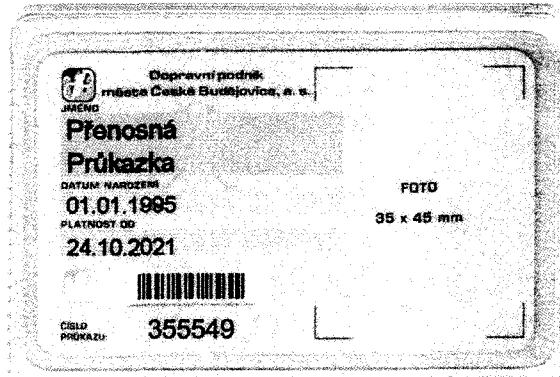 Dopravní podnik
města České Budějovice, a. s.
JMÉNO
Přenosná
Průkazka
DATUM NAROZENÍ
01.01.1995
PLATNOST OD
24.10.2021
ČÍSLO
PRŮKAZU:
355549
FOTO
35 x 45 mm